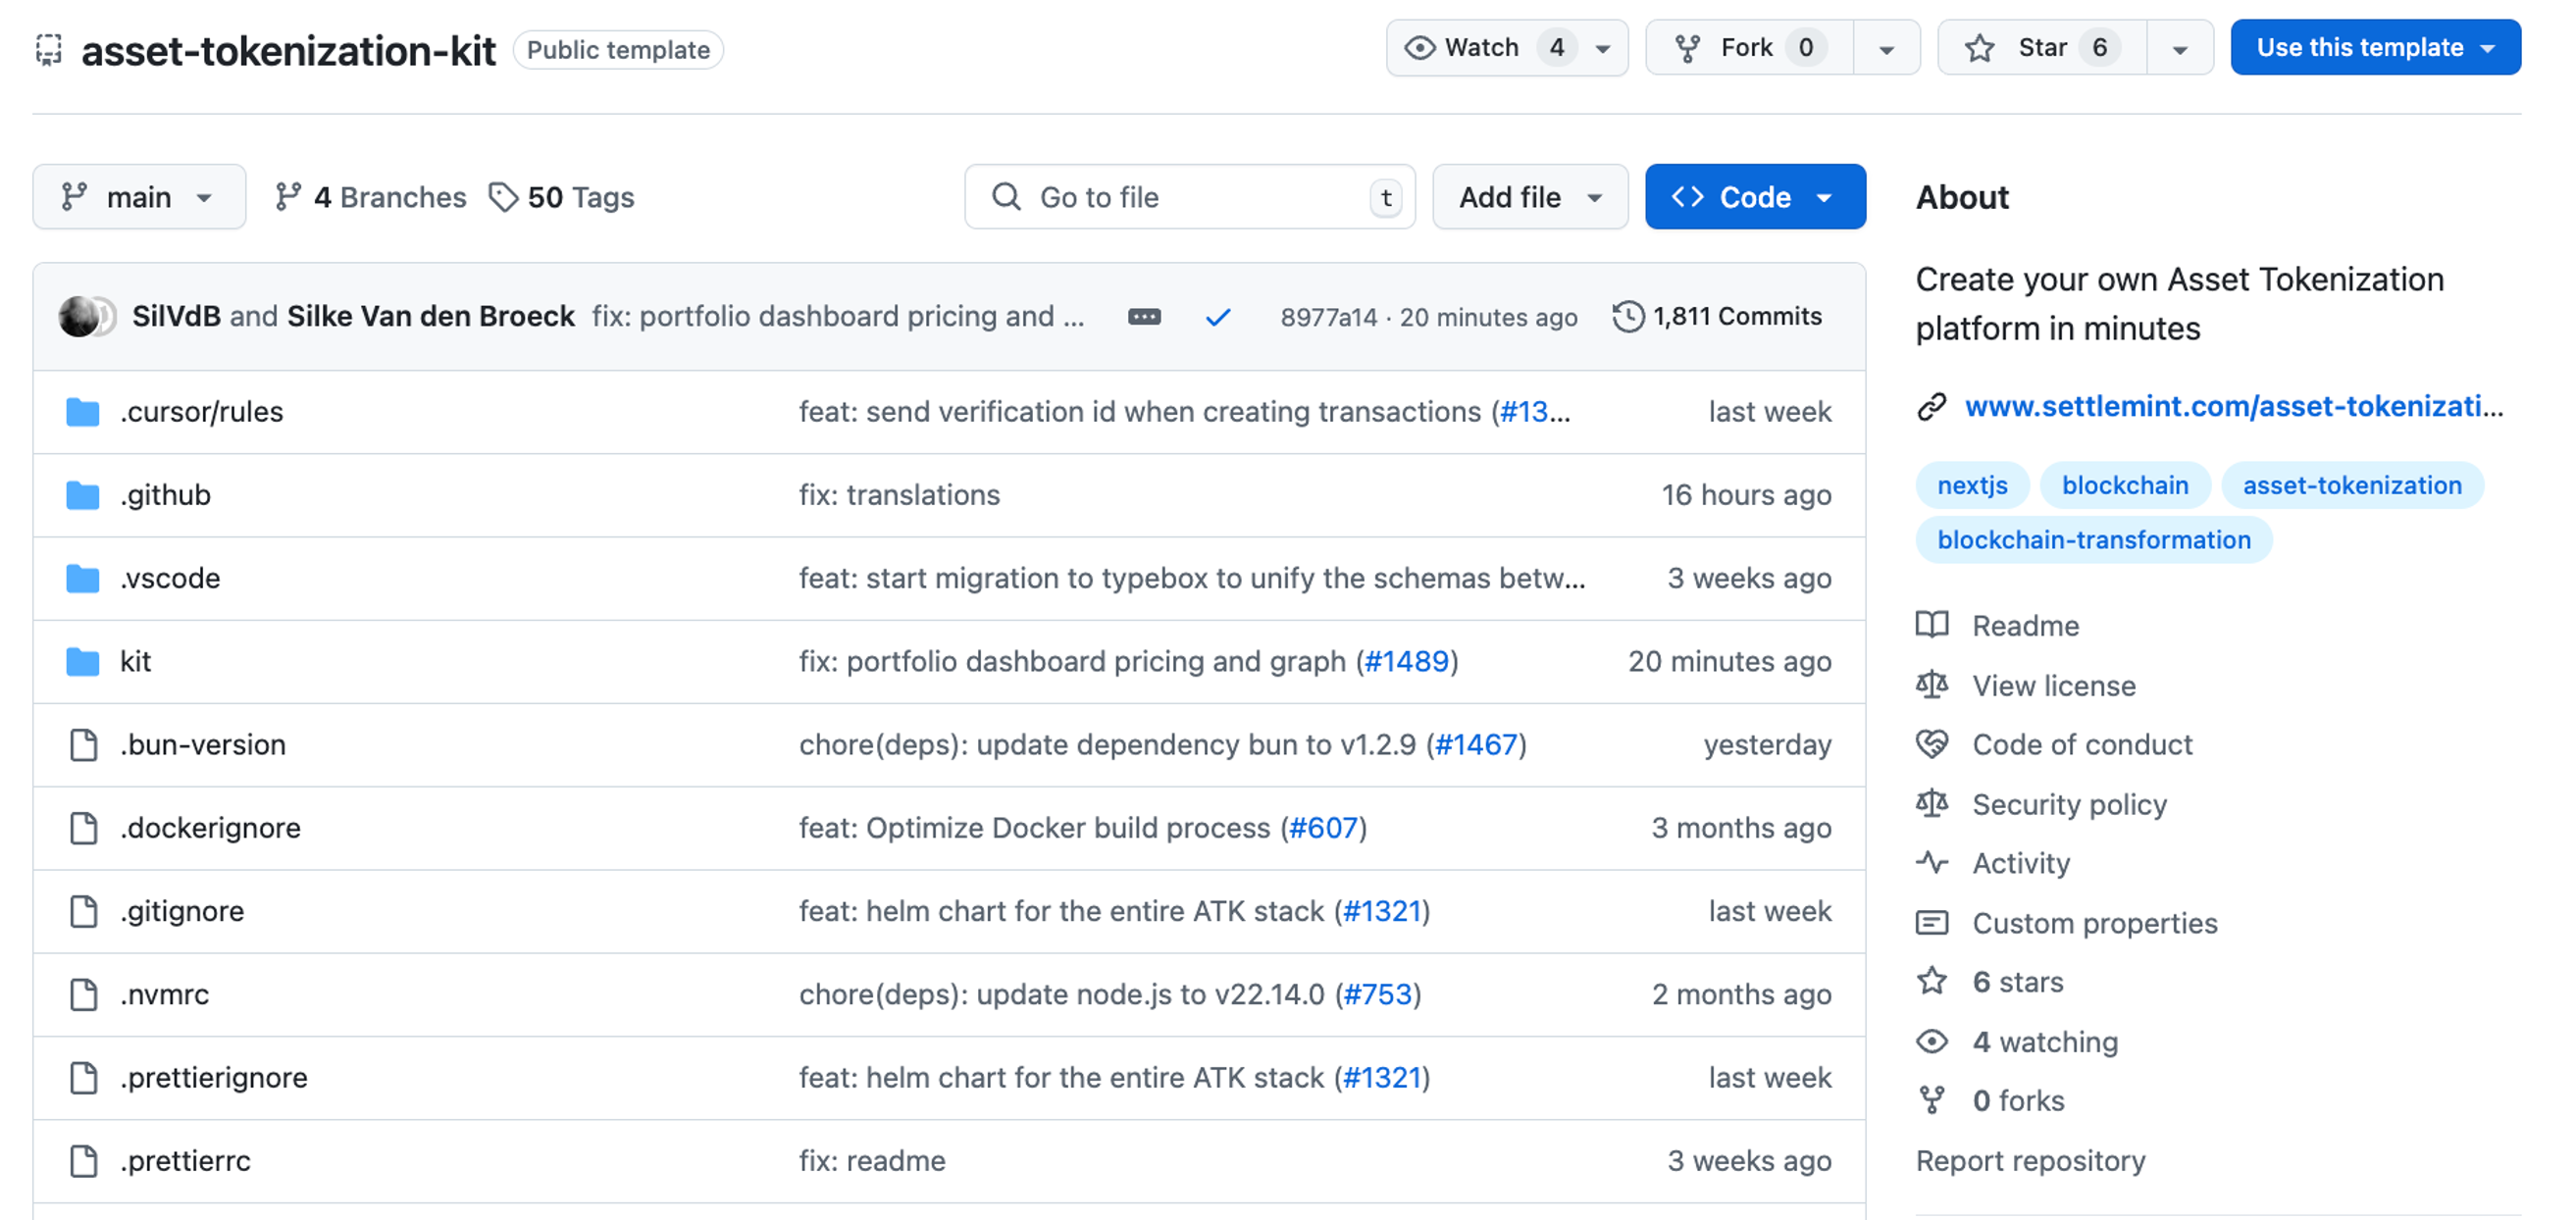 asset-tokenization-kit Public template Watch 4 Fork 0 Star 6 Use this template
main 4 Branches 50 Tags Go to file t Add file Code
SilVdB and Silke Van den Broeck fix: portfolio dashboard pricing and ... 8977a14 · 20 minutes ago 1,811 Commits
.cursor/rules feat: send verification id when creating transactions (#13... last week
.github fix: translations 16 hours ago
.vscode feat: start migration to typebox to unify the schemas betw... 3 weeks ago
kit fix: portfolio dashboard pricing and graph (#1489) 20 minutes ago
.bun-version chore(deps): update dependency bun to v1.2.9 (#1467) yesterday
.dockerignore feat: Optimize Docker build process (#607) 3 months ago
.gitignore feat: helm chart for the entire ATK stack (#1321) last week
.nvmrc chore(deps): update node.js to v22.14.0 (#753) 2 months ago
.prettierignore feat: helm chart for the entire ATK stack (#1321) last week
.prettierrc fix: readme 3 weeks ago
About
Create your own Asset Tokenization
platform in minutes
www.settlemint.com/asset-tokenizati...
nextjs blockchain asset-tokenization
blockchain-transformation
Readme
View license
Code of conduct
Security policy
Activity
Custom properties
6 stars
4 watching
0 forks
Report repository